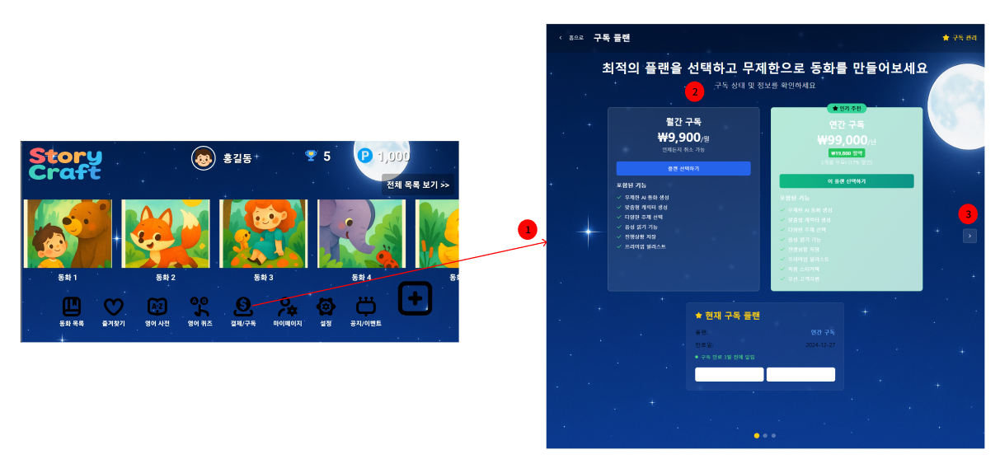 Story
Craft
홍길동
5
P 1,000
전체 목록 보기 >>
동화 1
동화 2
동화 3
동화 4
동화 목록
즐겨찾기
영어 사전
영어 퀴즈
결제/구독
마이페이지
설정
공지/이벤트
1
< 홈으로
구독 플랜
구독 관리
최적의 플랜을 선택하고 무제한으로 동화를 만들어보세요
구독 상태 및 정보를 확인하세요
2
월간 구독
₩9,900/월
언제든지 취소 가능
플랜 선택하기
포함된 기능
무제한 AI 동화 생성
맞춤형 캐릭터 생성
다양한 주제 선택
음성 읽기 기능
진행상황 저장
프리미엄 일러스트
인기 추천
연간 구독
₩99,000/년
₩19,800 절약
이 플랜 선택하기
포함된 기능
무제한 AI 동화 생성
맞춤형 캐릭터 생성
다양한 주제 선택
음성 읽기 기능
진행상황 저장
프리미엄 일러스트
우선 고객지원
3
현재 구독 플랜
플랜:
연간 구독
만료일:
2024-12-27
구독 만료 3일 전에 알림